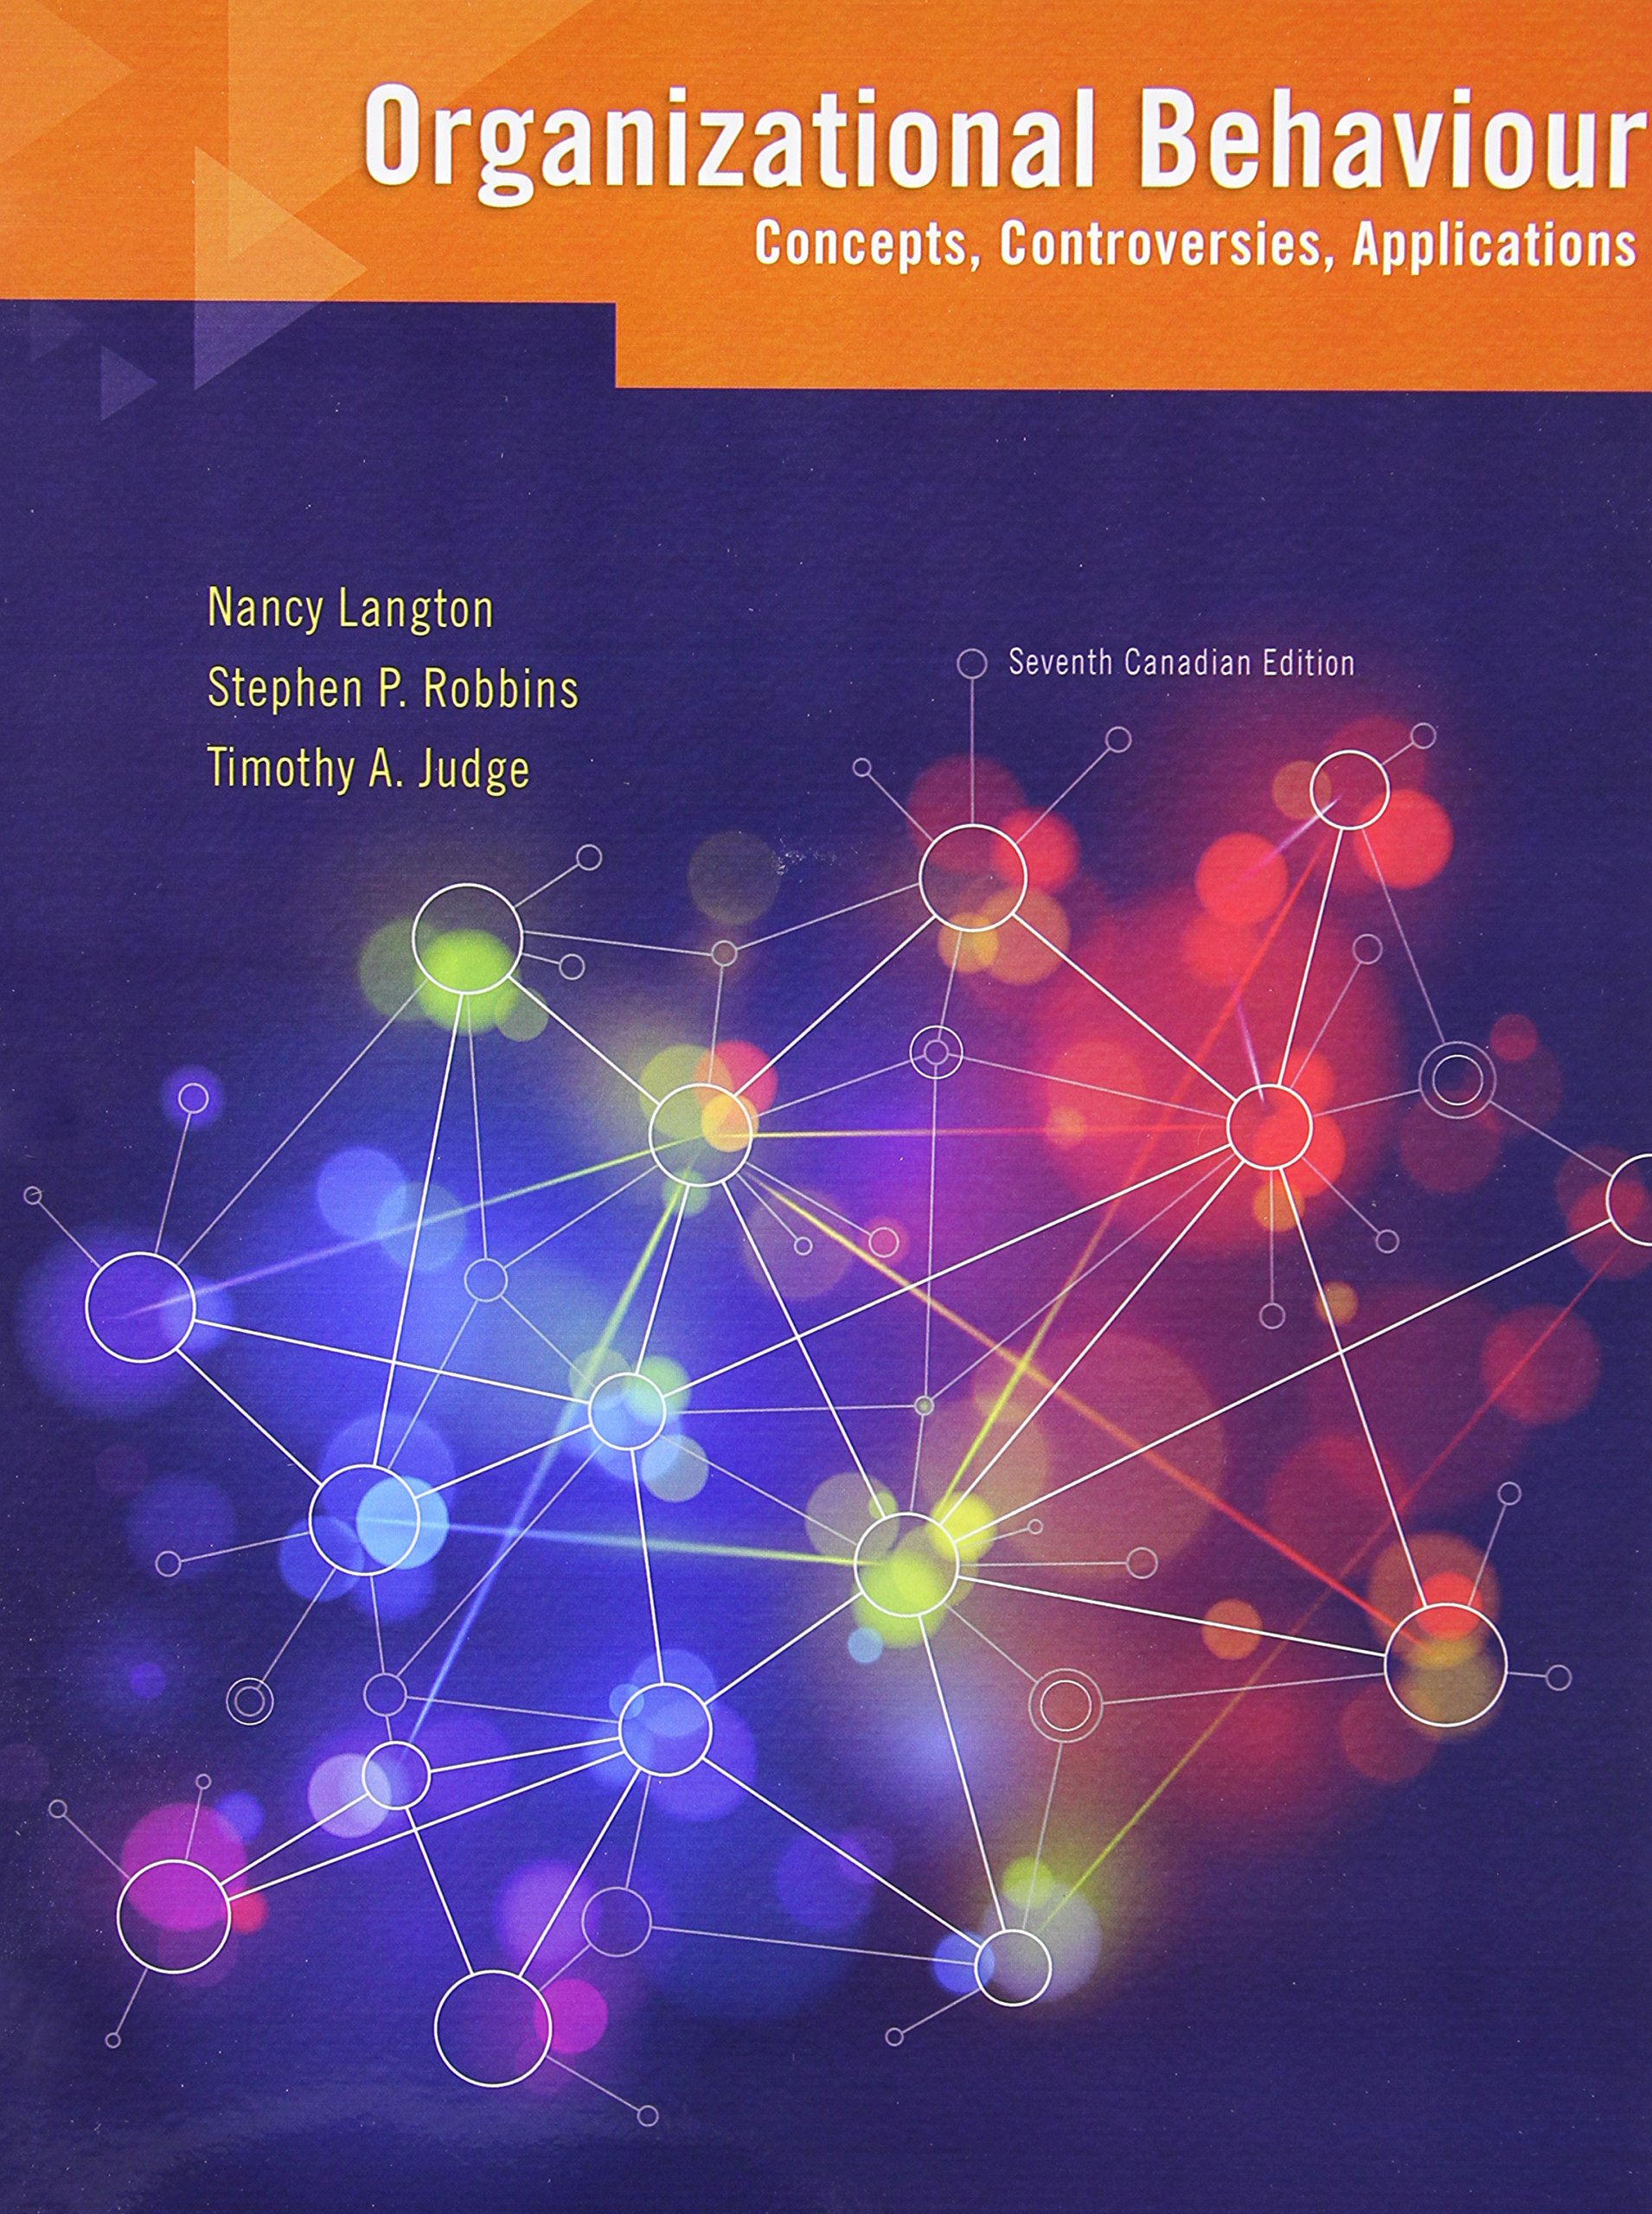 Organizational Behaviour
Concepts, Controversies, Applications
Nancy Langton
Stephen P. Robbins
Timothy A. Judge
Seventh Canadian Edition